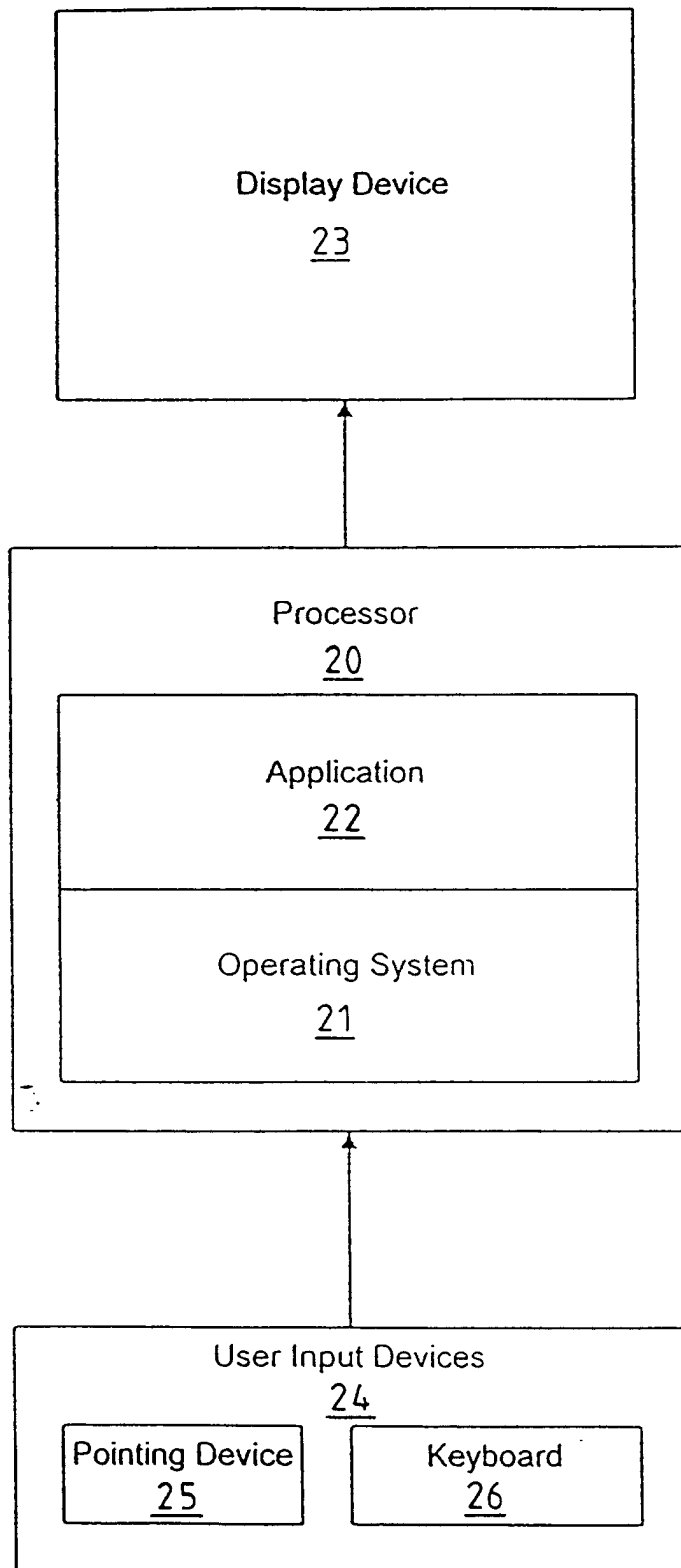 Display Device
23
Processor
20
Application
22
Operating System
21
User Input Devices
24
Pointing Device
25
Keyboard
26